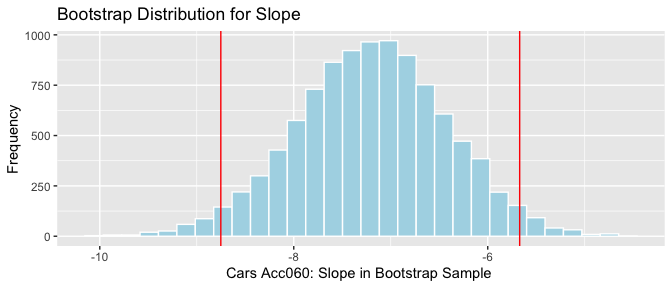 Bootstrap Distribution for Slope
1000
750
500
250
0
Frequency
-10
-8
-6
Cars Acc060: Slope in Bootstrap Sample